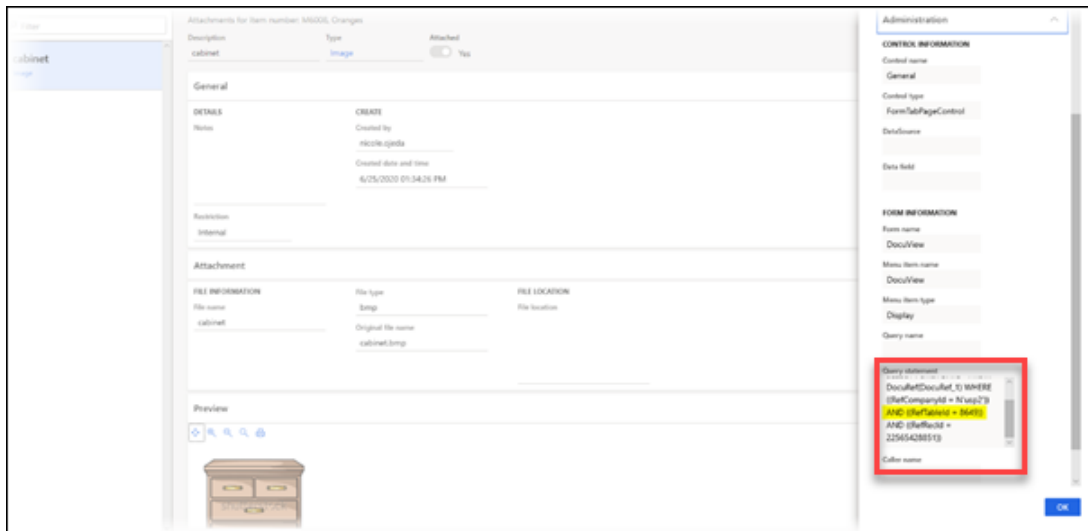 Filter
cabinet
Image
Attachments for item number: M6000, Oranges
Description
Type
Attached
cabinet
Image
Yes
General
DETAILS
CREATE
Notes
Created by
nicole.ojeda
Created date and time
6/25/2020 01:34:26 PM
Restriction
Internal
Attachment
FILE INFORMATION
File type
FILE LOCATION
File name
bmp
File location
cabinet
Original file name
cabinet.bmp
Preview
Administration
CONTROL INFORMATION
Control name
General
Control type
FormTabPageControl
DataSource
Data field
FORM INFORMATION
Form name
DocuView
Menu item name
DocuView
Menu item type
Display
Query name
Query statement
DocuRef(DocuRef_1) WHERE
((RefCompanyId = N'usp2'))
AND ((RefTableId = 8649))
AND ((RefRecId =
22565428851))
Caller name
OK